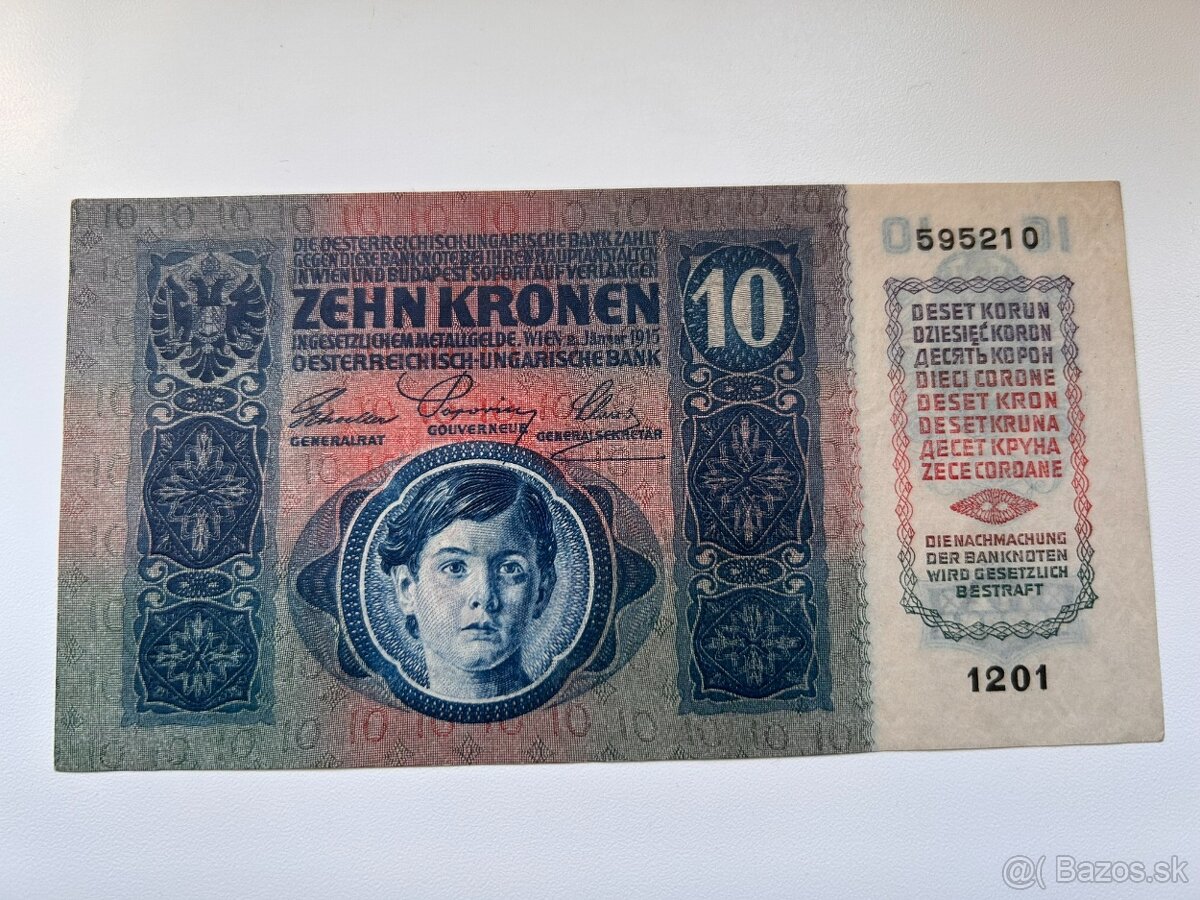 DIE OESTERREICHISCH-UNGARISCHE BANK ZAHLT
GEGEN DIESE BANKNOTE BEI IHREN HAUPTANSTALTEN
IN WIEN UND BUDAPEST SOFORT AUF VERLANGEN
ZEHN KRONEN
IN GESETZLICHEM METALLGELDE. WIEN 2. Jänner 1915
OESTERREICHISCH-UNGARISCHE BANK
GENERALRAT
GOUVERNEUR
GENERALSEKRETÄR
10
595210
DESET KORUN
DZIESIĘĆ KORON
ДЕСЯТЬ КОРОН
DIECI CORONE
DESET KRON
DESET KRUNA
ДЕСЕТ КРУНА
ZECE COROANE
DIE NACHMACHUNG
DER BANKNOTEN
WIRD GESETZLICH
BESTRAFT
1201
@( Bazos.sk